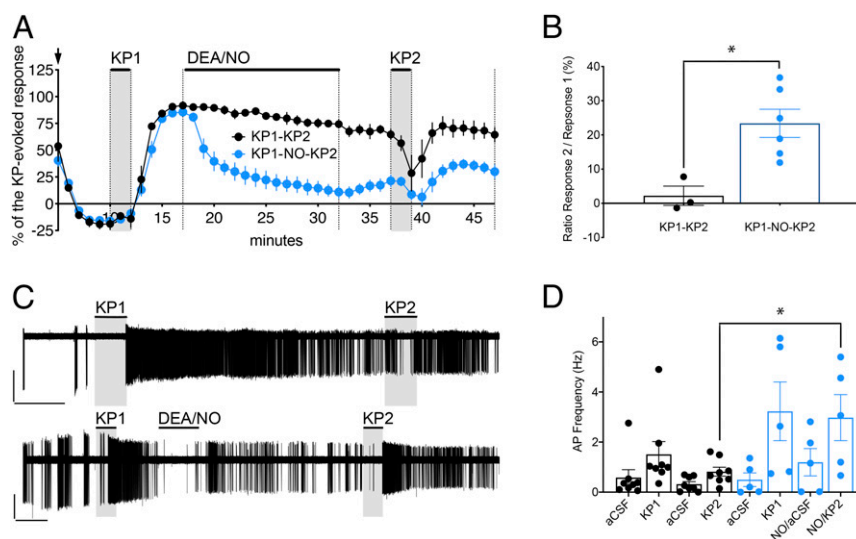 A
KP1 DEA/NO KP2
% of the KP-evoked response
125
100
75
50
25
0
-25
10 15 20 25 30 35 40 45
minutes
KP1-KP2
KP1-NO-KP2
B
*
Ratio Response 2 / Repsonse 1 (%)
40
30
20
10
0
-10
KP1-KP2 KP1-NO-KP2
C
KP1 KP2
KP1 DEA/NO KP2
D
*
AP Frequency (Hz)
6
4
2
0
aCSF KP1 aCSF KP2 aCSF KP1 NO/aCSF NO/KP2